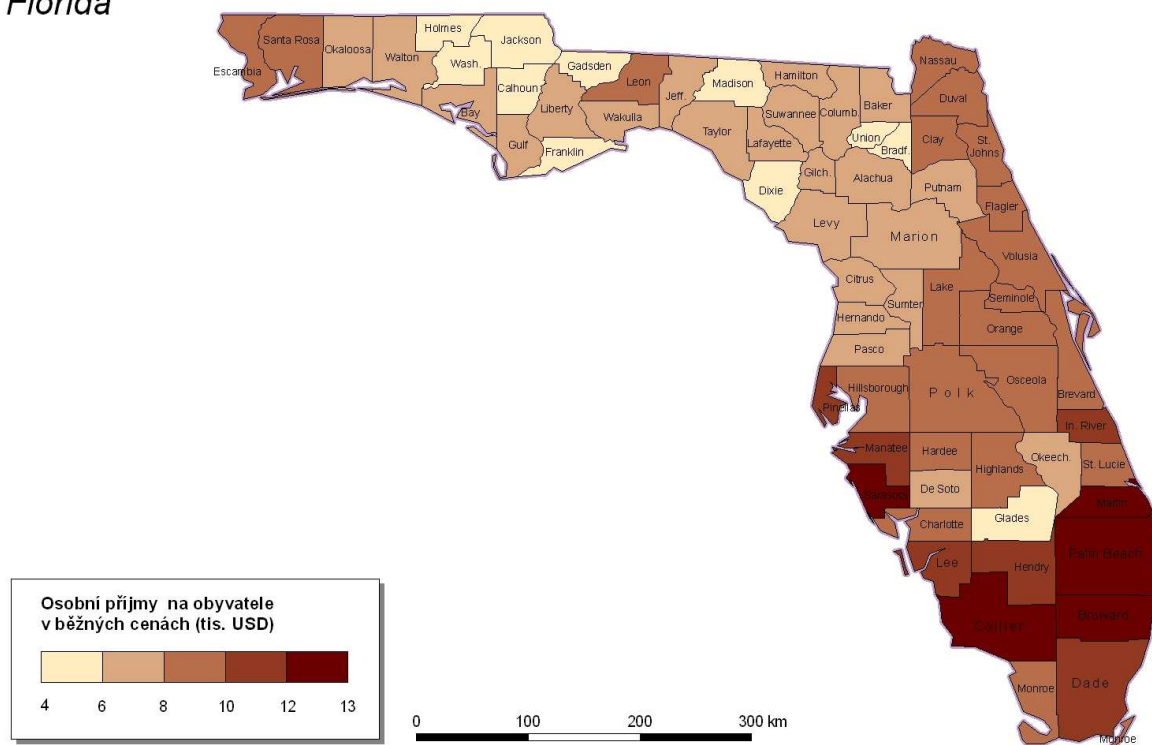 Florida
Holmes
Jackson
Santa Rosa
Okaloosa
Walton
Escambia
Wash.
Gadsden
Leon
Calhoun
Liberty
Bay
Wakulla
Jeff.
Madison
Hamilton
Nassau
Duval
Baker
Columb.
Suwannee
Taylor
Lafayette
Union
Bradf.
Clay
St.
Johns
Gulf
Franklin
Dixie
Gilch.
Alachua
Putnam
Flagler
Levy
Marion
Volusia
Citrus
Lake
Sumter
Seminole
Hernando
Orange
Pasco
Hillsborough
Polk
Osceola
Brevard
Pinellas
In. River
Manatee
Hardee
Highlands
Okeech.
St. Lucie
Sarasota
De Soto
Martin
Charlotte
Glades
Lee
Hendry
Palm Beach
Collier
Broward
Monroe
Dade
Monroe
Osobní příjmy na obyvatele
v běžných cenách (tis. USD)
4 6 8 10 12 13
0 100 200 300 km